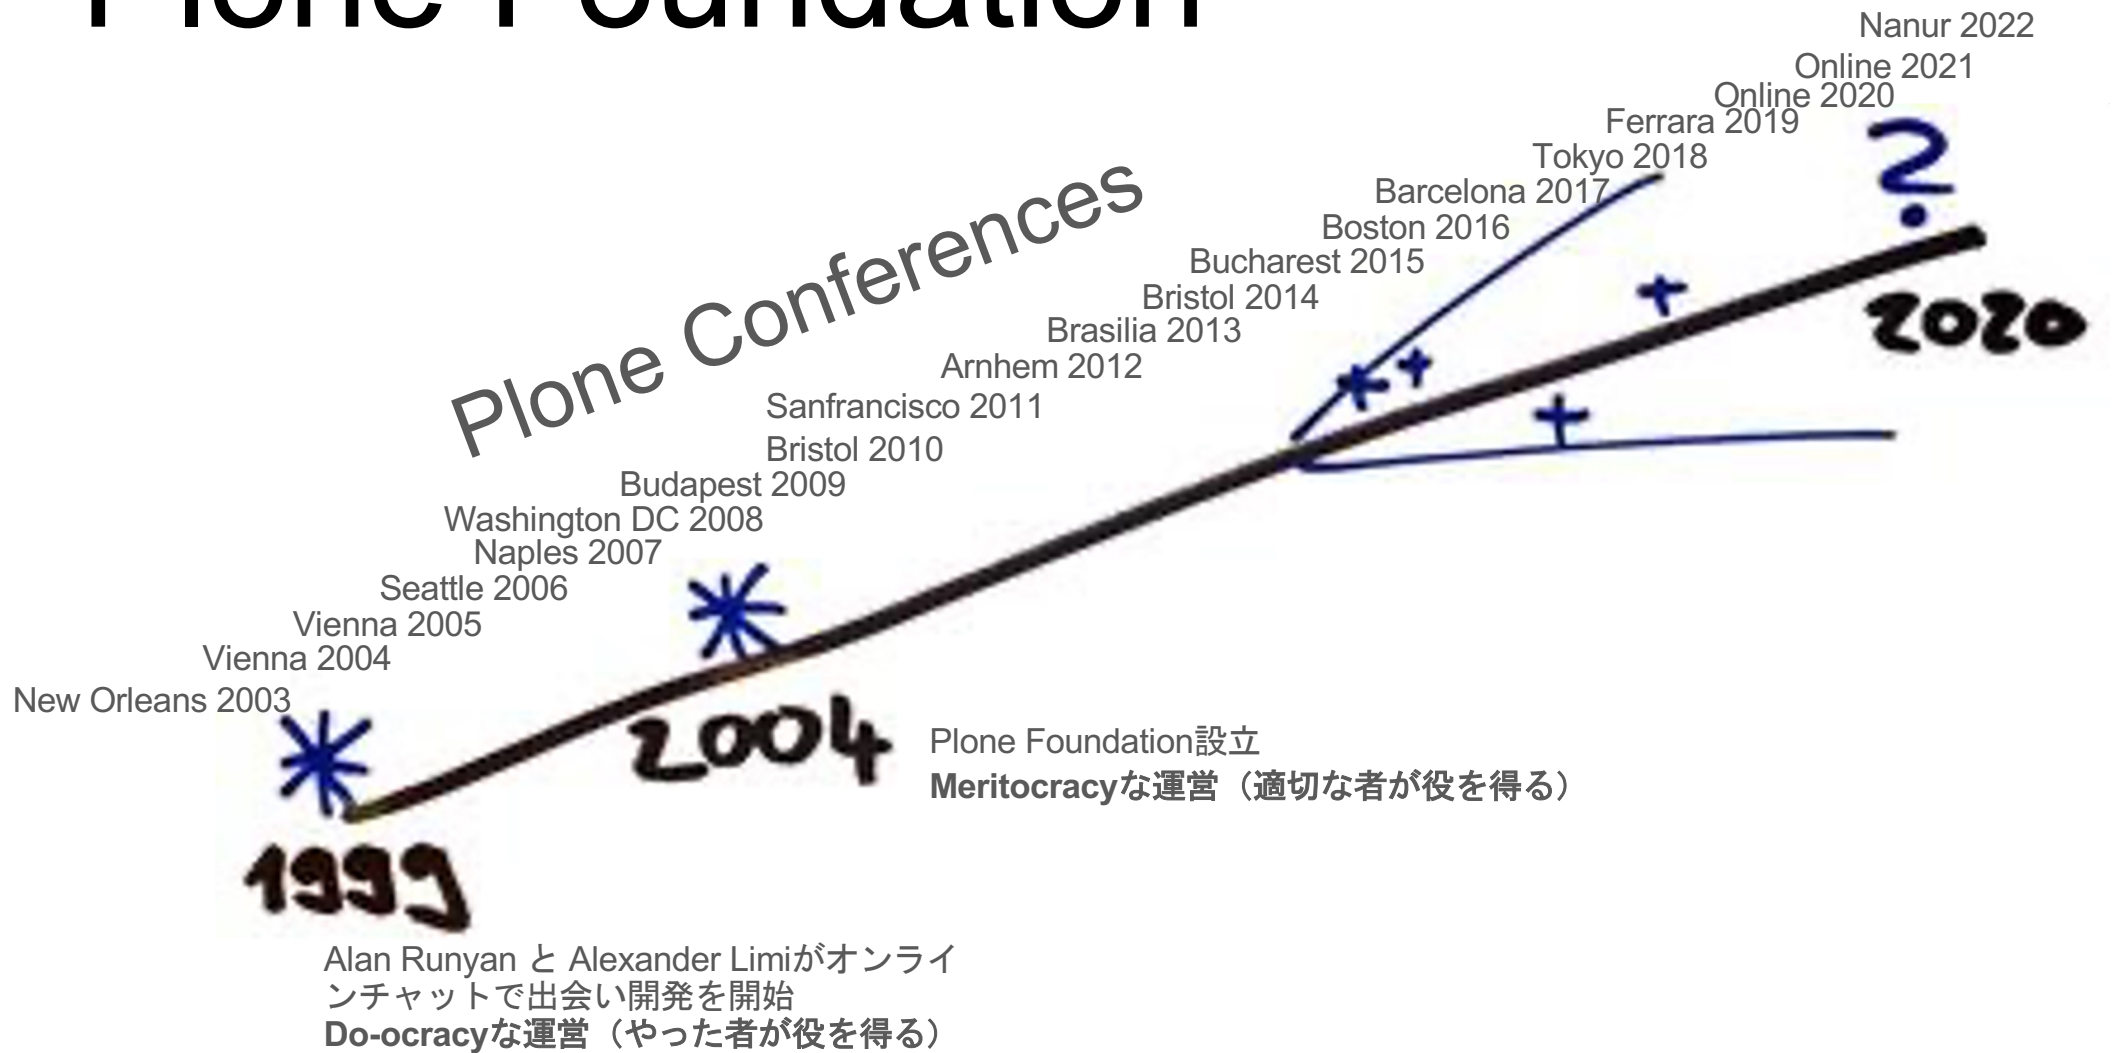 Plone Foundation
Nanur 2022
Online 2021
Online 2020
Ferrara 2019
Tokyo 2018
Barcelona 2017
Boston 2016
Bucharest 2015
Bristol 2014
Brasilia 2013
Arnhem 2012
Sanfrancisco 2011
Bristol 2010
Budapest 2009
Washington DC 2008
Naples 2007
Seattle 2006
Vienna 2005
Vienna 2004
New Orleans 2003
Plone Conferences
?
2020
2004
Plone Foundation設立
Meritocracyな運営（適切な者が役を得る）
1999
Alan Runyan と Alexander Limiがオンライ
ンチャットで出会い開発を開始
Do-ocracyな運営（やった者が役を得る）